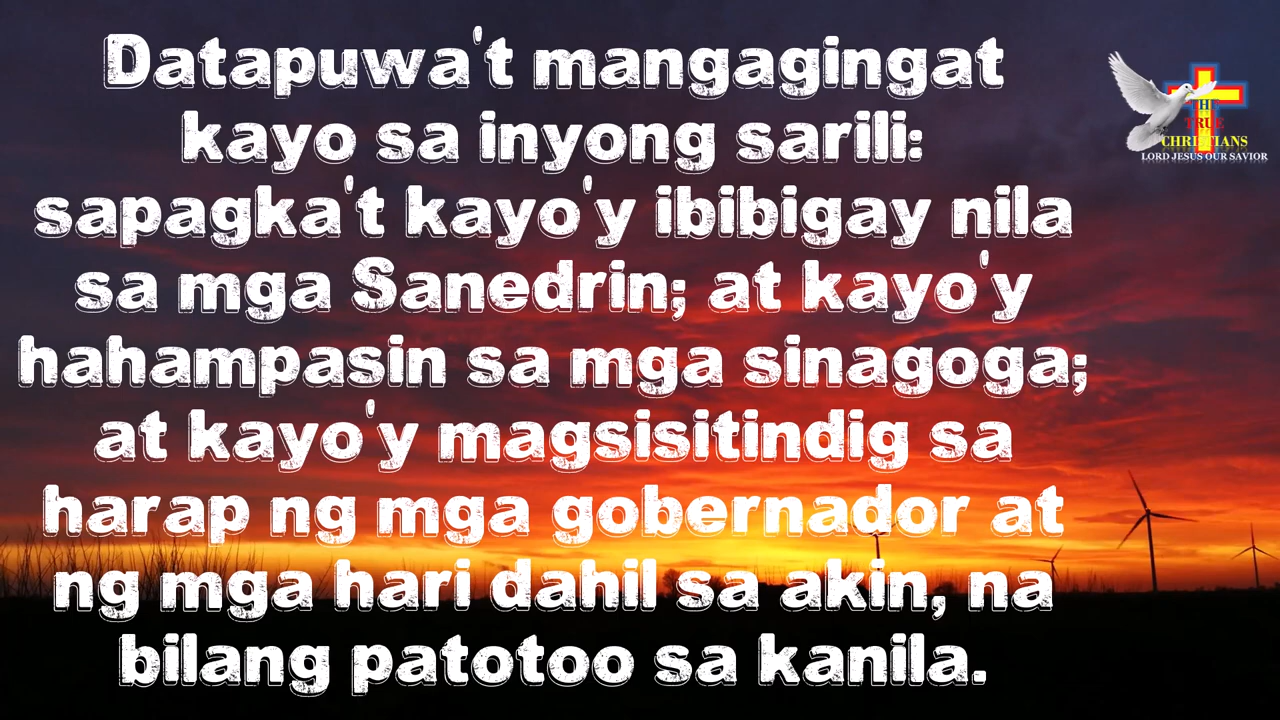 Datapuwa't mangagingat
kayo sa inyong sarili:
sapagka't kayo'y ibibigay nila
sa mga Sanedrin; at kayo'y
hahampasin sa mga sinagoga;
at kayo'y magsisitindig sa
harap ng mga gobernador at
ng mga hari dahil sa akin, na
bilang patotoo sa kanila.
THE
TRUE
CHRISTIANS
LORD JESUS OUR SAVIOR